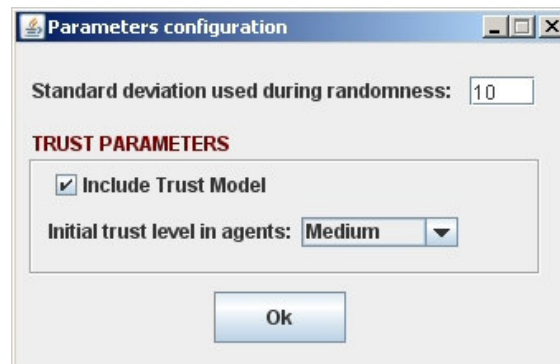 Parameters configuration
Standard deviation used during randomness: 10
TRUST PARAMETERS
Include Trust Model
Initial trust level in agents: Medium
Ok